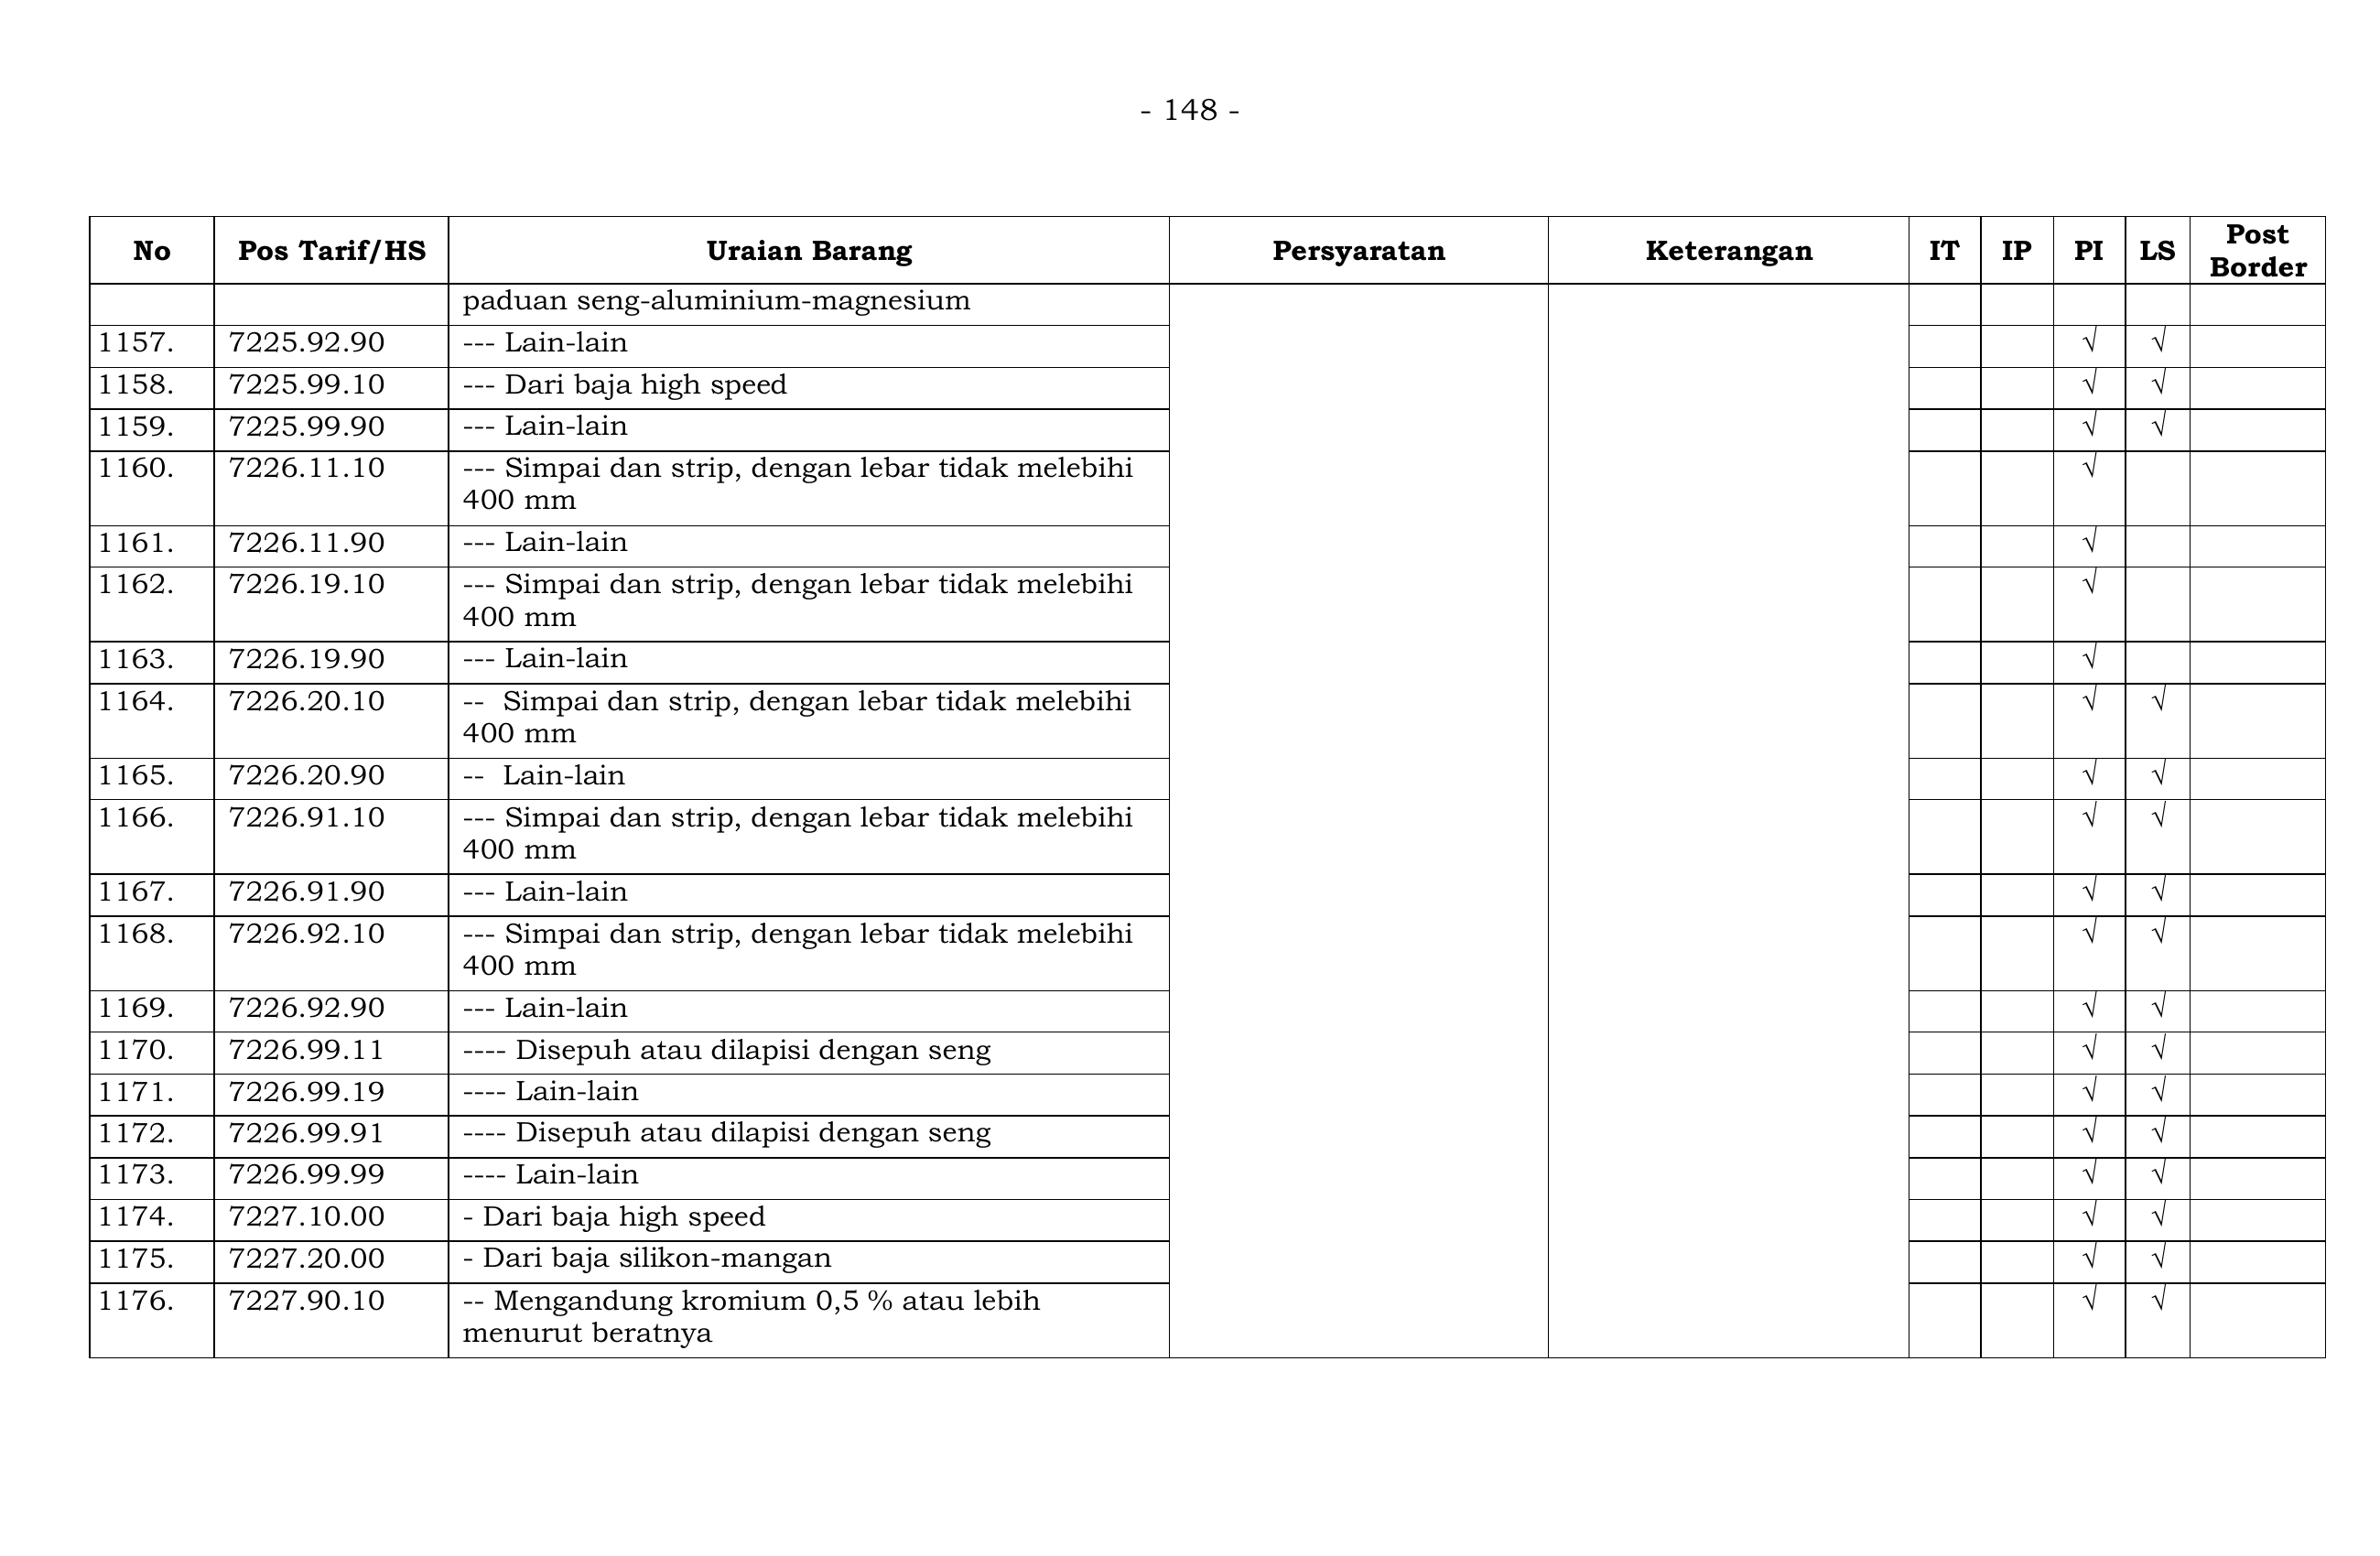 - 148 -
No Pos Tarif/HS Uraian Barang Persyaratan Keterangan IT IP PI LS Post Border
paduan seng-aluminium-magnesium
1157. 7225.92.90 --- Lain-lain √ √
1158. 7225.99.10 --- Dari baja high speed √ √
1159. 7225.99.90 --- Lain-lain √ √
1160. 7226.11.10 --- Simpai dan strip, dengan lebar tidak melebihi √
400 mm
1161. 7226.11.90 --- Lain-lain √
1162. 7226.19.10 --- Simpai dan strip, dengan lebar tidak melebihi √
400 mm
1163. 7226.19.90 --- Lain-lain √
1164. 7226.20.10 -- Simpai dan strip, dengan lebar tidak melebihi √ √
400 mm
1165. 7226.20.90 -- Lain-lain √ √
1166. 7226.91.10 --- Simpai dan strip, dengan lebar tidak melebihi √ √
400 mm
1167. 7226.91.90 --- Lain-lain √ √
1168. 7226.92.10 --- Simpai dan strip, dengan lebar tidak melebihi √ √
400 mm
1169. 7226.92.90 --- Lain-lain √ √
1170. 7226.99.11 ---- Disepuh atau dilapisi dengan seng √ √
1171. 7226.99.19 ---- Lain-lain √ √
1172. 7226.99.91 ---- Disepuh atau dilapisi dengan seng √ √
1173. 7226.99.99 ---- Lain-lain √ √
1174. 7227.10.00 - Dari baja high speed √ √
1175. 7227.20.00 - Dari baja silikon-mangan √ √
1176. 7227.90.10 -- Mengandung kromium 0,5 % atau lebih √ √
menurut beratnya